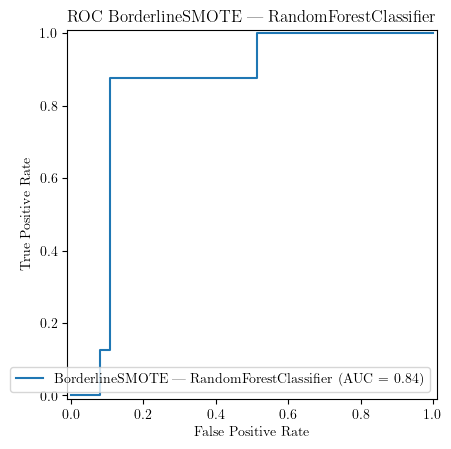 ROC BorderlineSMOTE — RandomForestClassifier
1.0
0.8
0.6
0.4
0.2
0.0
True Positive Rate
BorderlineSMOTE — RandomForestClassifier (AUC = 0.84)
0.0 0.2 0.4 0.6 0.8 1.0
False Positive Rate